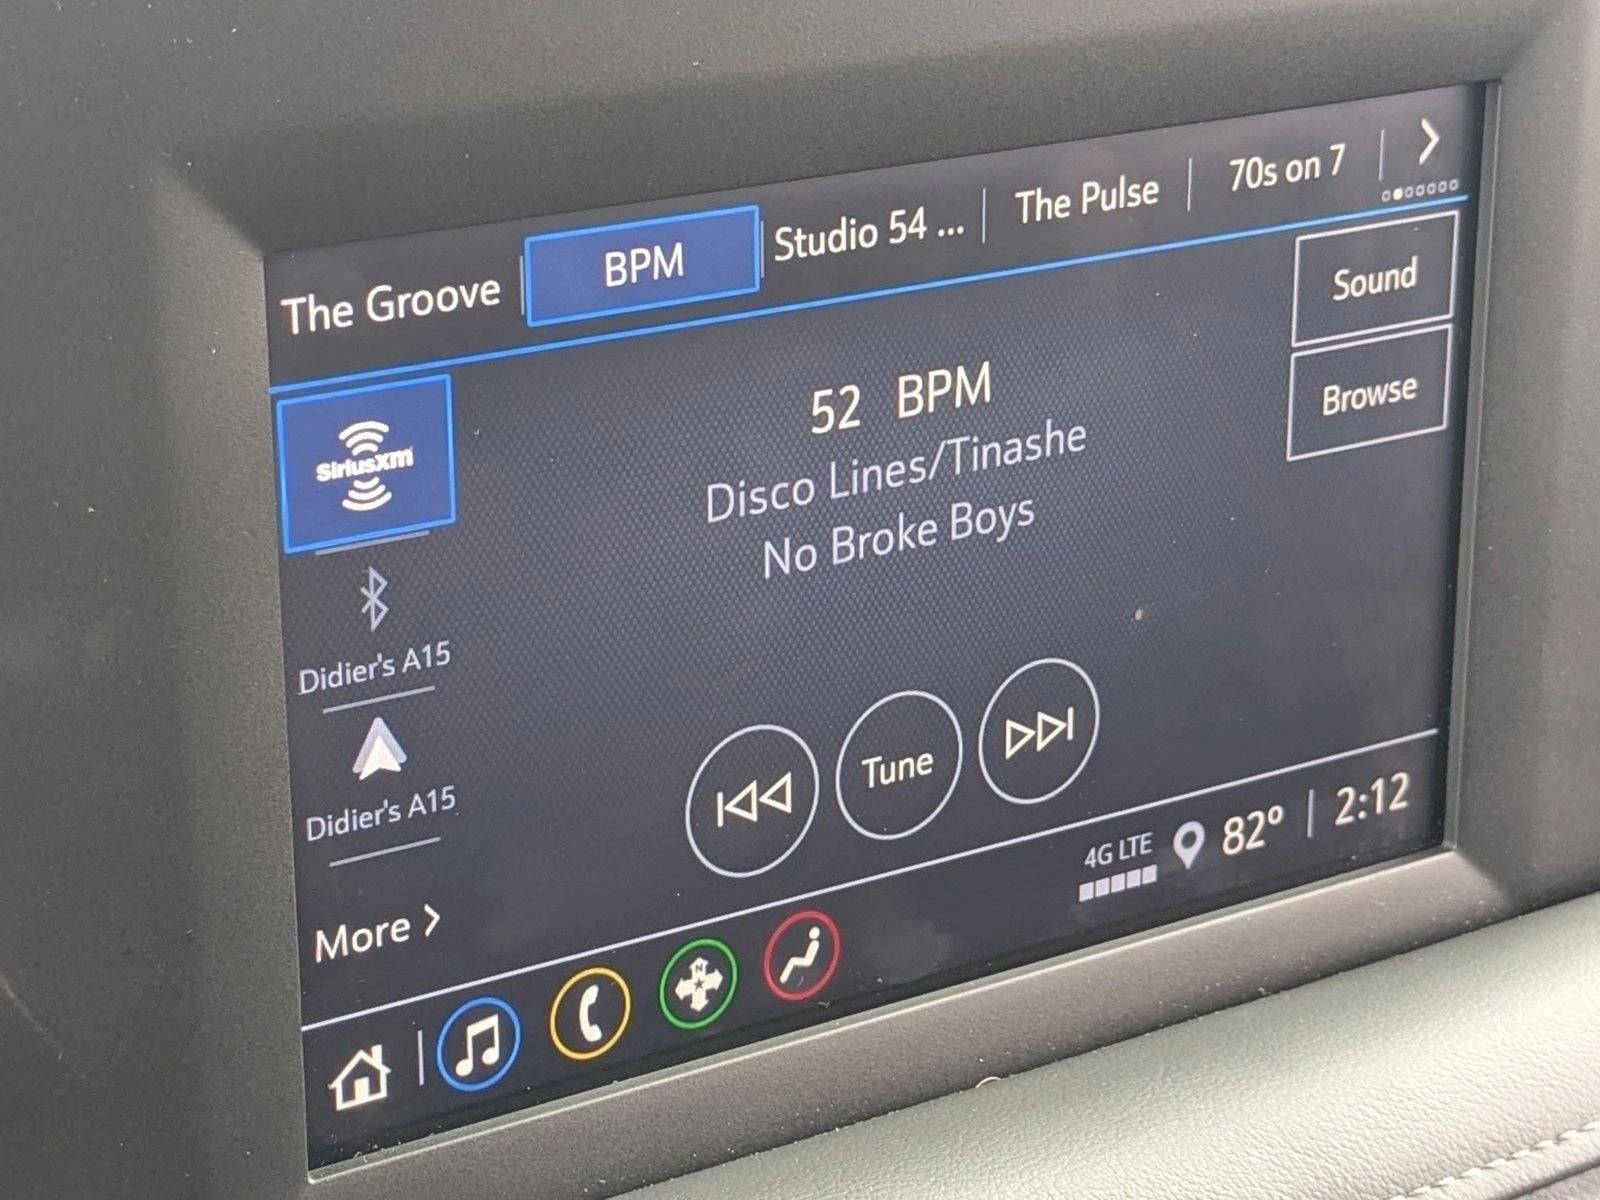 The Groove
BPM
Studio 54 ...
The Pulse
70s on 7
Sound
Browse
SiriusXM
52 BPM
Disco Lines/Tinashe
No Broke Boys
Didier's A15
Didier's A15
Tune
More
4G LTE
82°
2:12
N